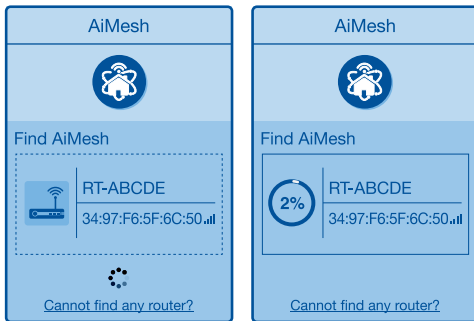 AiMesh
Find AiMesh
RT-ABCDE
34:97:F6:5F:6C:50
Cannot find any router?
AiMesh
Find AiMesh
2%
RT-ABCDE
34:97:F6:5F:6C:50
Cannot find any router?